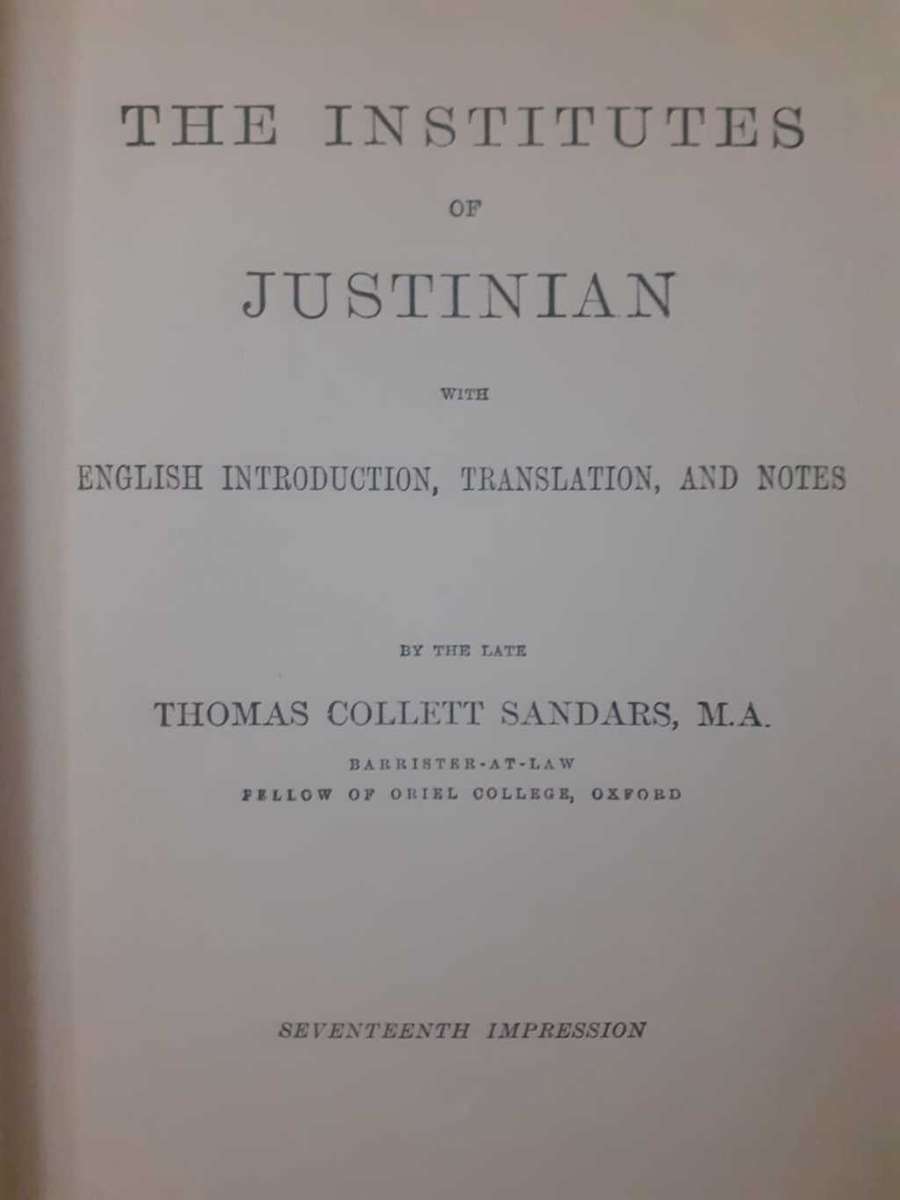 THE INSTITUTES
OF
JUSTINIAN
WITH
ENGLISH INTRODUCTION, TRANSLATION, AND NOTES
BY THE LATE
THOMAS COLLETT SANDARS, M.A.
BARRISTER-AT-LAW
FELLOW OF ORIEL COLLEGE, OXFORD
SEVENTEENTH IMPRESSION